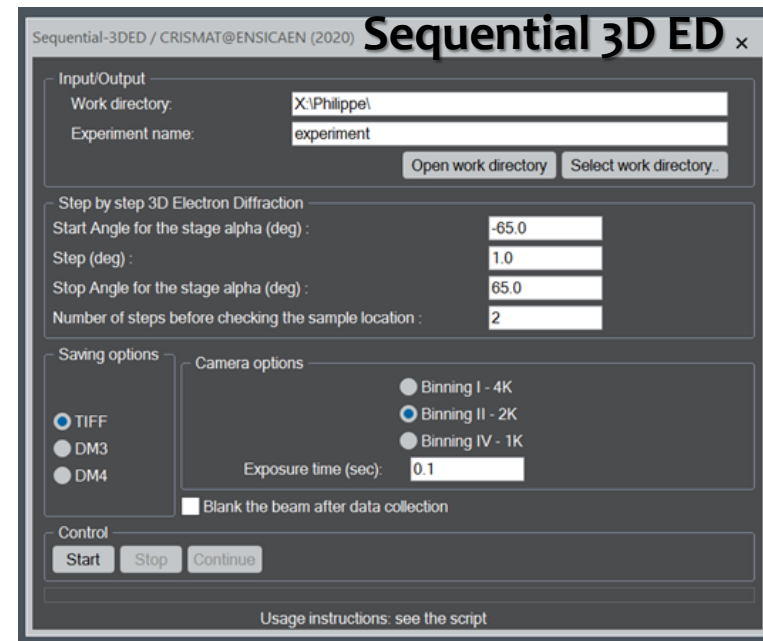 Sequential-3DED / CRISMAT@ENSICAEN (2020) Sequential 3D ED ×
Input/Output
Work directory: X:\Philippe\
Experiment name: experiment
Open work directory Select work directory..
Step by step 3D Electron Diffraction
Start Angle for the stage alpha (deg) : -65.0
Step (deg) : 1.0
Stop Angle for the stage alpha (deg) : 65.0
Number of steps before checking the sample location : 2
Saving options
TIFF
DM3
DM4
Camera options
Binning I - 4K
Binning II - 2K
Binning IV - 1K
Exposure time (sec): 0.1
Blank the beam after data collection
Control
Start Stop Continue
Usage instructions: see the script